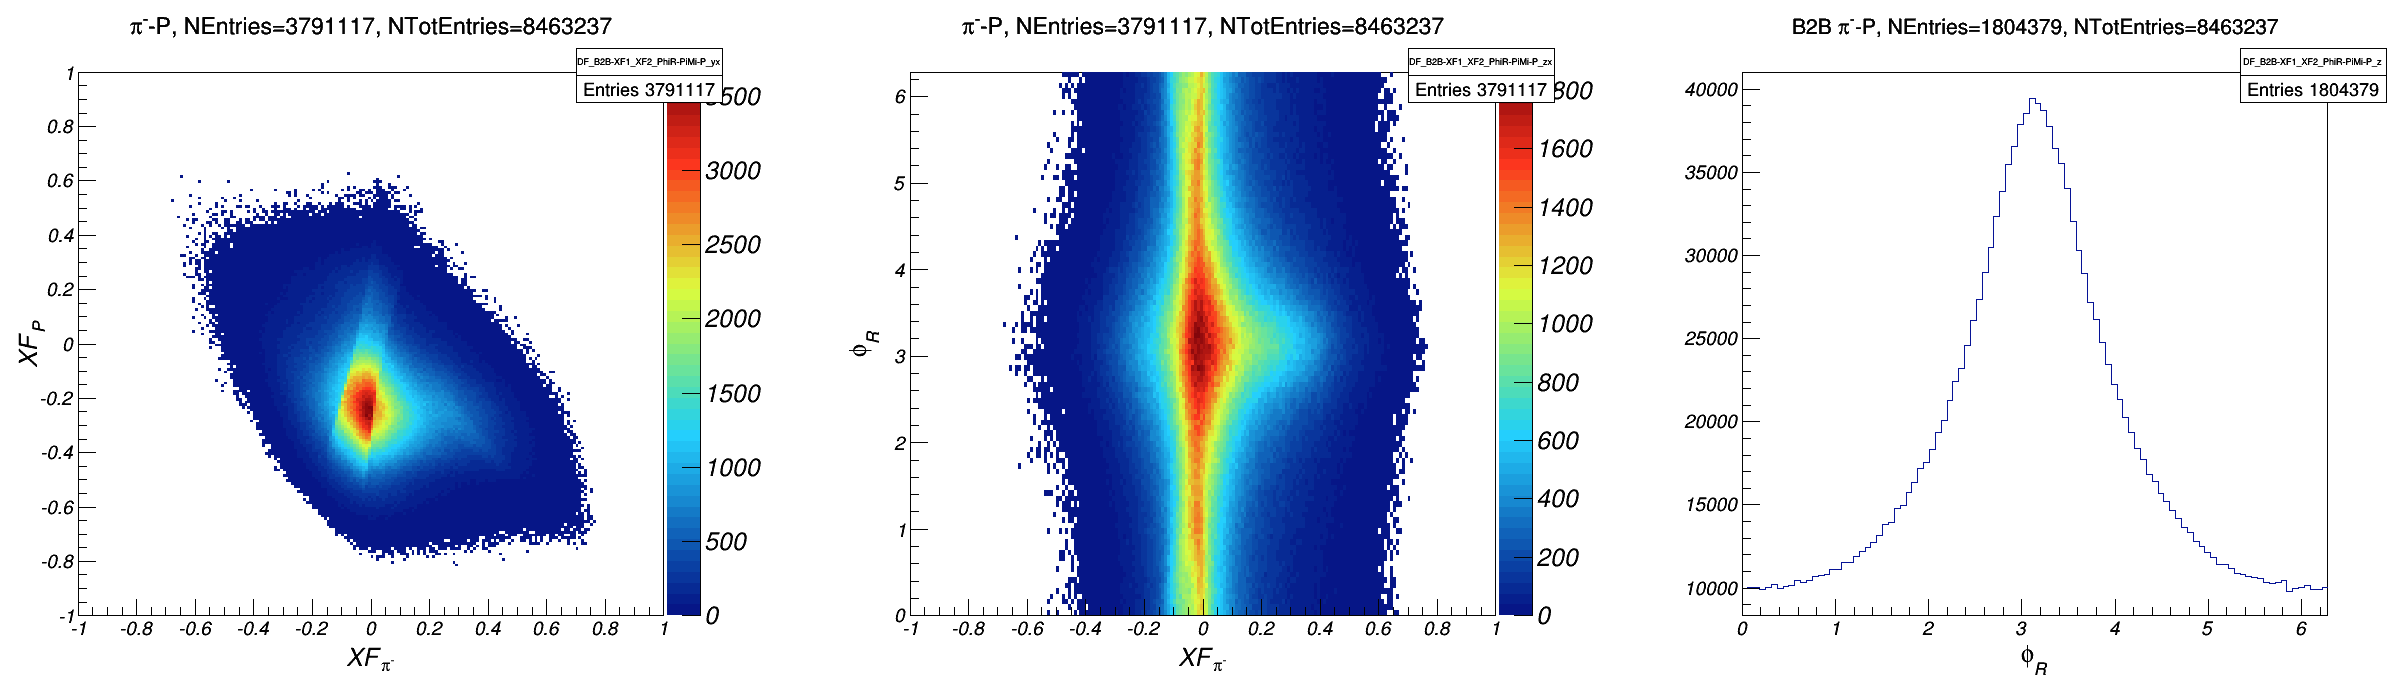 π⁻-P, NEntries=3791117, NTotEntries=8463237
DF_B2B-XF1_XF2_PhiR-PiMi-P_yx
Entries 3791117
1
0.8
0.6
0.4
0.2
0
-0.2
-0.4
-0.6
-0.8
-1
XF_P
-1 -0.8 -0.6 -0.4 -0.2 0 0.2 0.4 0.6 0.8 1
XF_π⁻
3500
3000
2500
2000
1500
1000
500
0
π⁻-P, NEntries=3791117, NTotEntries=8463237
DF_B2B-XF1_XF2_PhiR-PiMi-P_zx
Entries 3791117
6
5
4
3
2
1
0
ϕ_R
-1 -0.8 -0.6 -0.4 -0.2 0 0.2 0.4 0.6 0.8 1
XF_π⁻
800
1600
1400
1200
1000
800
600
400
200
0
B2B π⁻-P, NEntries=1804379, NTotEntries=8463237
DF_B2B-XF1_XF2_PhiR-PiMi-P_z
Entries 1804379
40000
35000
30000
25000
20000
15000
10000
0 1 2 3 4 5 6
ϕ_R